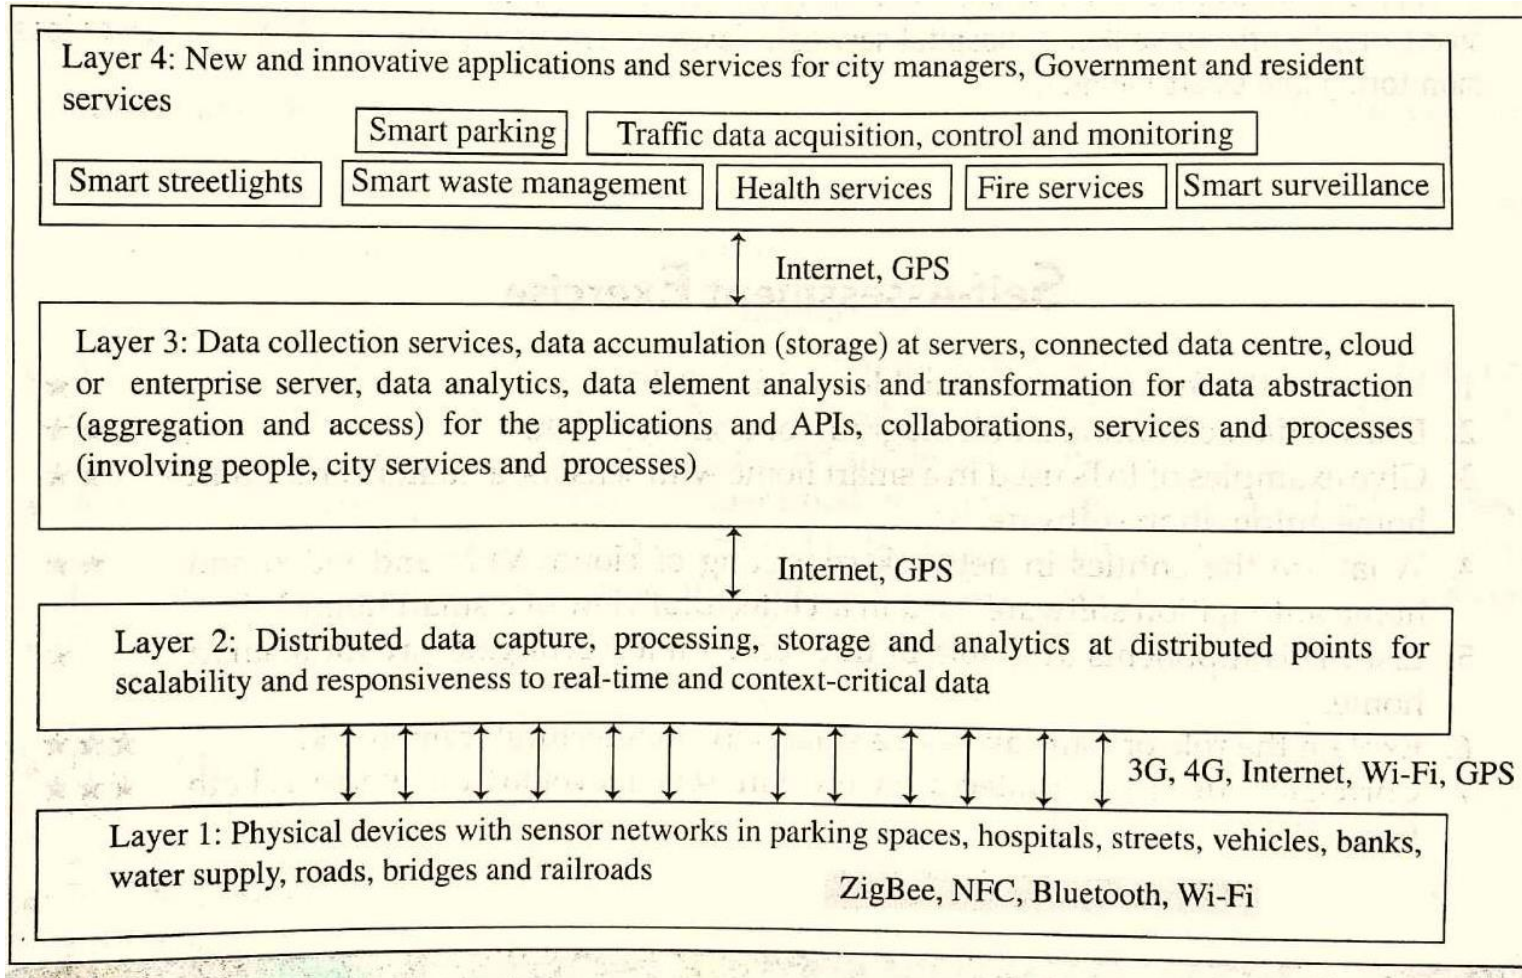 Layer 4: New and innovative applications and services for city managers, Government and resident
services
Smart parking
Traffic data acquisition, control and monitoring
Smart streetlights
Smart waste management
Health services
Fire services
Smart surveillance
Internet, GPS
Layer 3: Data collection services, data accumulation (storage) at servers, connected data centre, cloud
or enterprise server, data analytics, data element analysis and transformation for data abstraction
(aggregation and access) for the applications and APIs, collaborations, services and processes
(involving people, city services and processes)
Internet, GPS
Layer 2: Distributed data capture, processing, storage and analytics at distributed points for
scalability and responsiveness to real-time and context-critical data
3G, 4G, Internet, Wi-Fi, GPS
Layer 1: Physical devices with sensor networks in parking spaces, hospitals, streets, vehicles, banks,
water supply, roads, bridges and railroads
ZigBee, NFC, Bluetooth, Wi-Fi